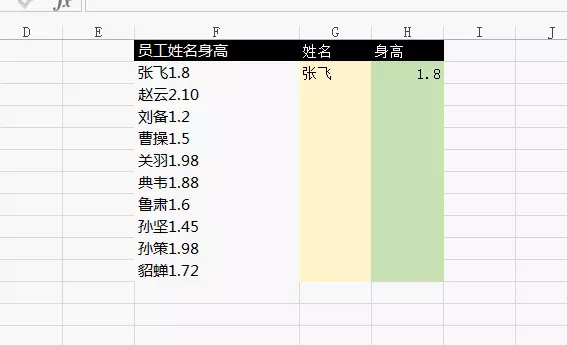 fx
D E F G H I J
员工姓名身高 姓名 身高
张飞1.8 张飞 1.8
赵云2.10
刘备1.2
曹操1.5
关羽1.98
典韦1.88
鲁肃1.6
孙坚1.45
孙策1.98
貂蝉1.72